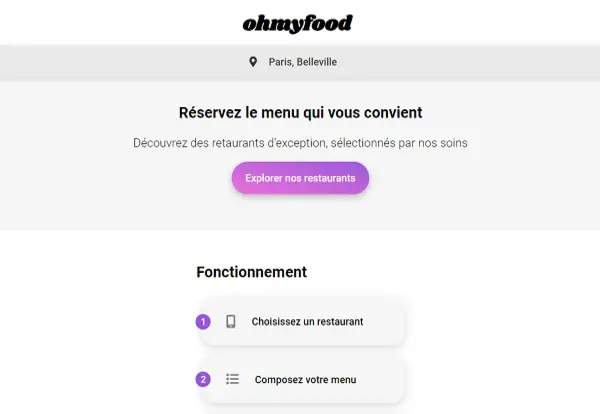 ohmyfood
Paris, Belleville
Réservez le menu qui vous convient
Découvrez des retaurants d'exception, sélectionnés par nos soins
Explorer nos restaurants
Fonctionnement
1 Choisissez un restaurant
2 Composez votre menu